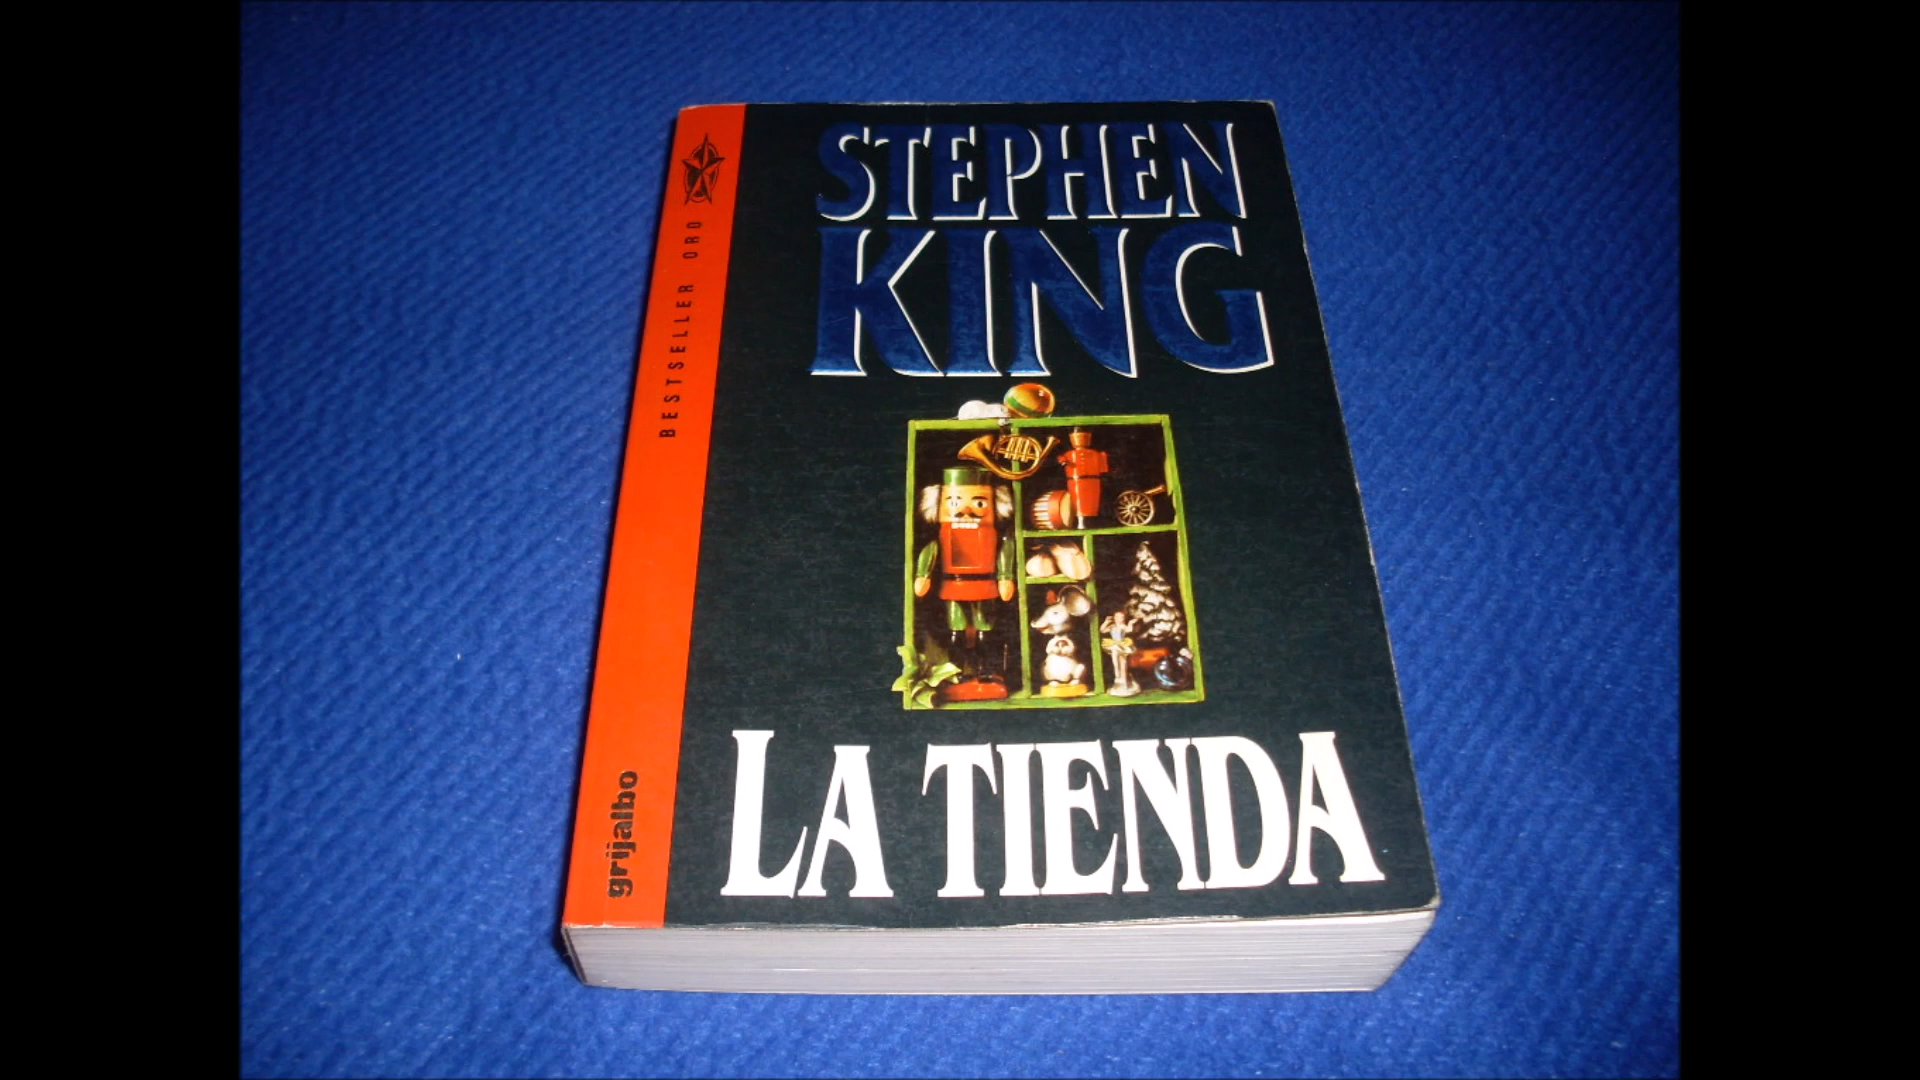 STEPHEN
KING
BESTSELLER ORO
LA TIENDA
grijalbo